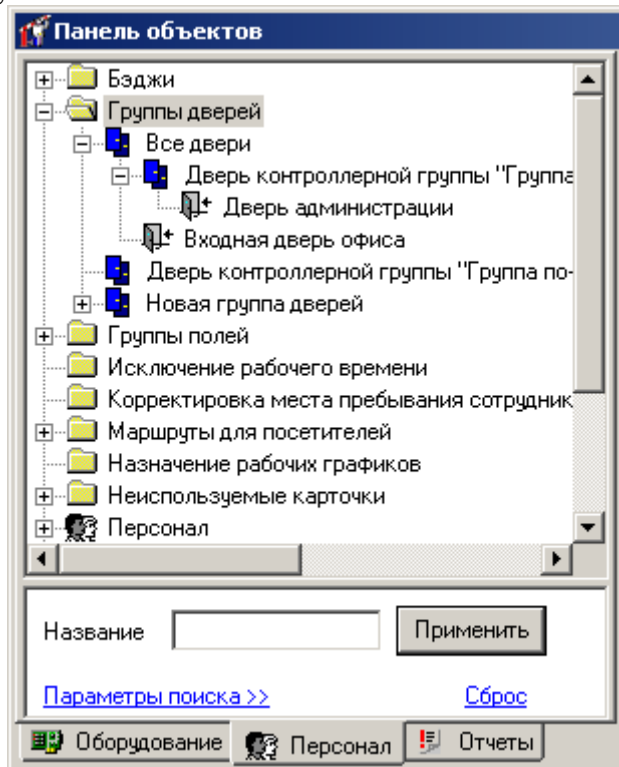 Панель объектов
Бэджи
Группы дверей
Все двери
Дверь контроллерной группы "Группа
Дверь администрации
Входная дверь офиса
Дверь контроллерной группы "Группа по-
Новая группа дверей
Группы полей
Исключение рабочего времени
Корректировка места пребывания сотрудник
Маршруты для посетителей
Назначение рабочих графиков
Неиспользуемые карточки
Персонал
Название Применить
Параметры поиска >> Сброс
Оборудование Персонал Отчеты